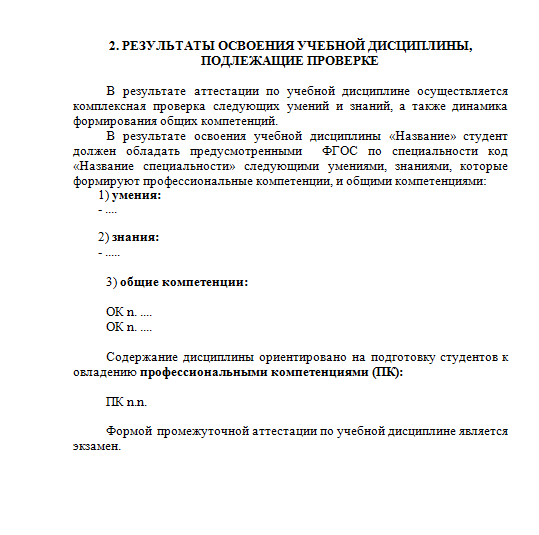 2. РЕЗУЛЬТАТЫ ОСВОЕНИЯ УЧЕБНОЙ ДИСЦИПЛИНЫ,
ПОДЛЕЖАЩИЕ ПРОВЕРКЕ
В результате аттестации по учебной дисциплине осуществляется
комплексная проверка следующих умений и знаний, а также динамика
формирования общих компетенций.
В результате освоения учебной дисциплины «Название» студент
должен обладать предусмотренными ФГОС по специальности код
«Название специальности» следующими умениями, знаниями, которые
формируют профессиональные компетенции, и общими компетенциями:
1) умения:
- ....
2) знания:
- .....
3) общие компетенции:
ОК n. ....
ОК n. ....
Содержание дисциплины ориентировано на подготовку студентов к
овладению профессиональными компетенциями (ПК):
ПК n.n.
Формой промежуточной аттестации по учебной дисциплине является
экзамен.